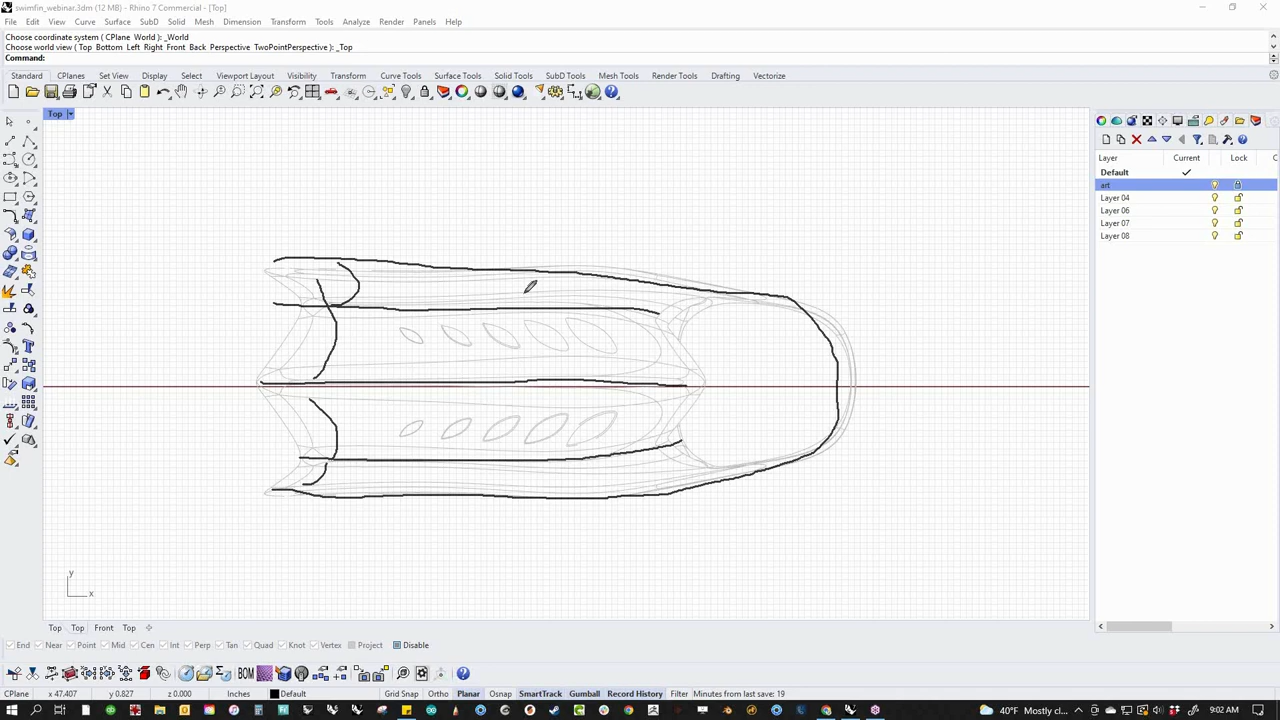 swimfin_webinar.3dm (12 MB) - Rhino 7 Commercial - [Top]
File Edit View Curve Surface SubD Solid Mesh Dimension Transform Tools Analyze Render Panels Help
Choose coordinate system ( CPlane World ): _World
Choose world view ( Top Bottom Left Right Front Back Perspective TwoPointPerspective ): _Top
Command:
Standard CPlanes Set View Display Select Viewport Layout Visibility Transform Curve Tools Surface Tools Solid Tools SubD Tools Mesh Tools Render Tools Drafting Vectorize
Top
Layer Current Lock C
Default
art
Layer 04
Layer 06
Layer 07
Layer 08
y
x
Top Top Front Top
End Near Point Mid Cen Int Perp Tan Quad Knot Vertex Project Disable
BOM
CPlane x 47.407 y 0.827 z 0.000 Inches Default Grid Snap Ortho Planar Osnap SmartTrack Gumball Record History Filter Minutes from last save: 19
40°F Mostly cl... 9:02 AM